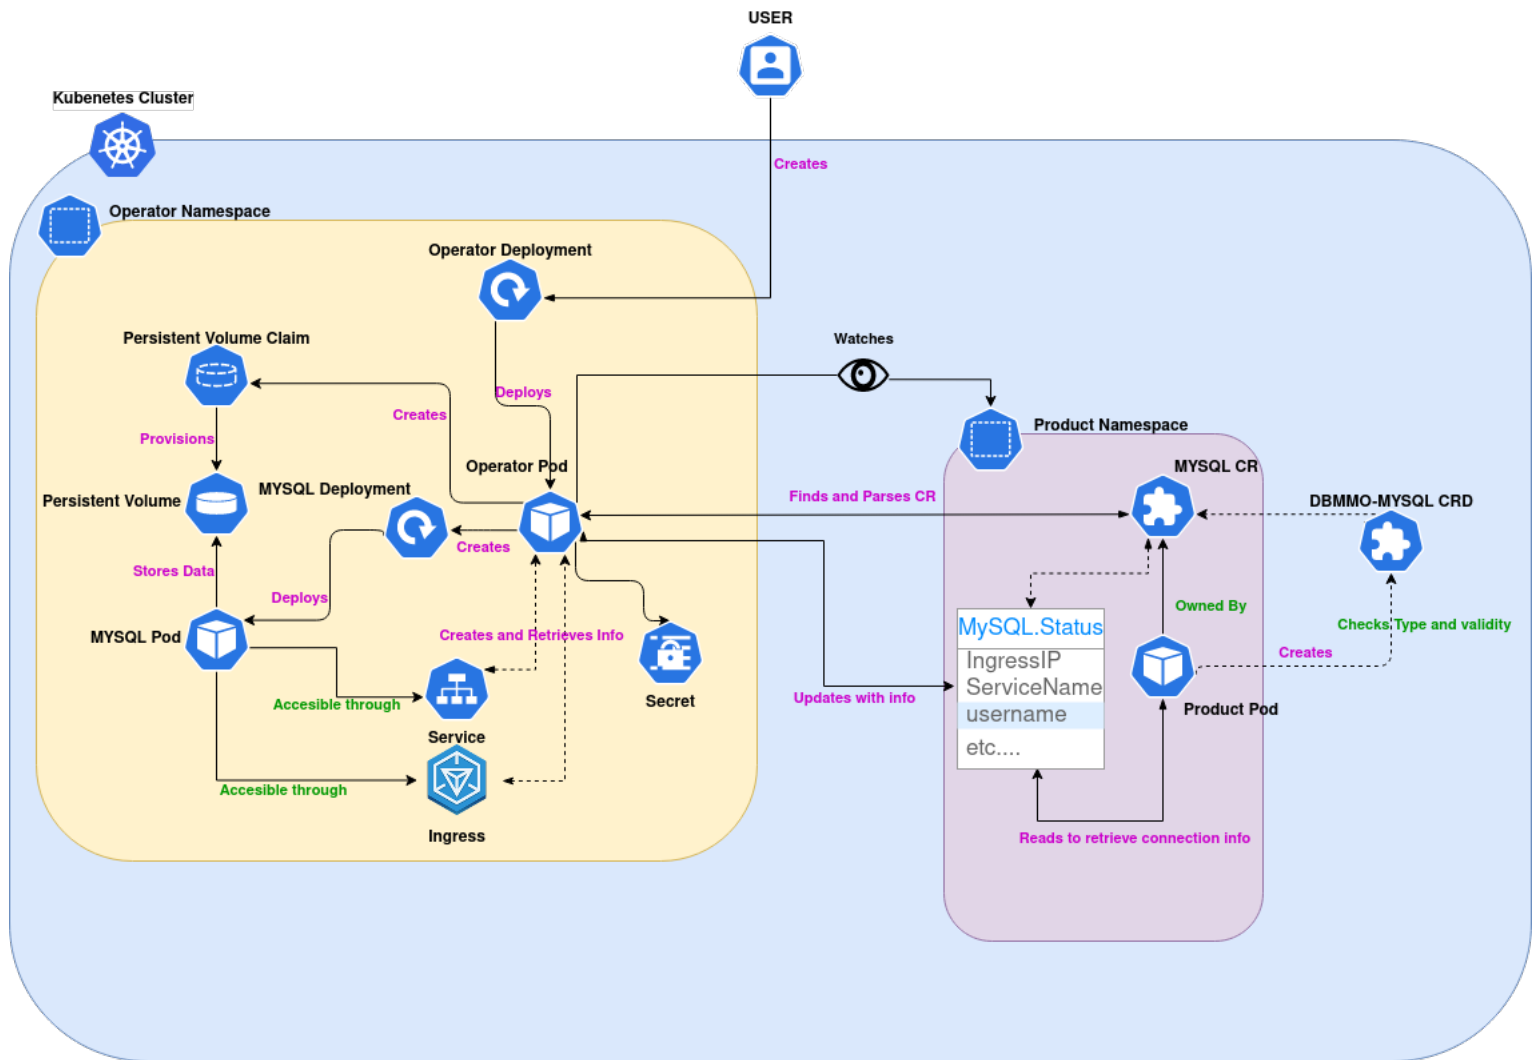 USER
Kubenetes Cluster
Creates
Operator Namespace
Operator Deployment
Persistent Volume Claim
Watches
Deploys
Creates
Product Namespace
Provisions
Operator Pod
MYSQL CR
MYSQL Deployment
Persistent Volume
Finds and Parses CR
DBMMO-MYSQL CRD
Creates
Stores Data
Deploys
Owned By
MYSQL Pod
Creates and Retrieves Info
MySQL.Status
Checks Type and validity
IngressIP
Creates
ServiceName
Accesible through
Secret
Updates with info
username
Product Pod
Service
etc....
Accesible through
Ingress
Reads to retrieve connection info